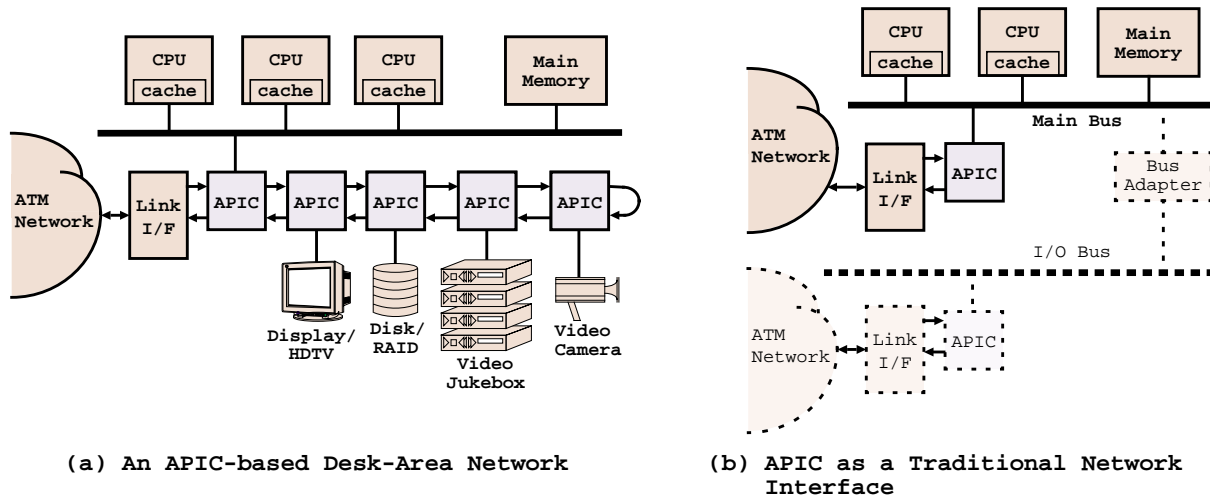 CPU
cache
CPU
cache
CPU
cache
Main
Memory
ATM
Network
Link
I/F
APIC
APIC
APIC
APIC
APIC
Display/
HDTV
Disk/
RAID
Video
Jukebox
Video
Camera
(a) An APIC-based Desk-Area Network
CPU
cache
CPU
cache
Main
Memory
Main Bus
ATM
Network
Link
I/F
APIC
Bus
Adapter
I/O Bus
ATM
Network
Link
I/F
APIC
(b) APIC as a Traditional Network
Interface